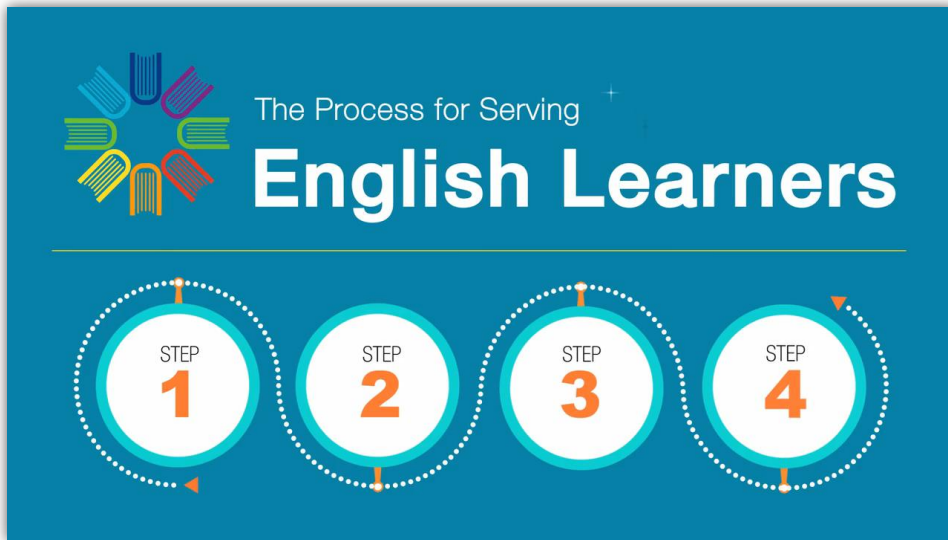 The Process for Serving
English Learners
STEP
1
STEP
2
STEP
3
STEP
4